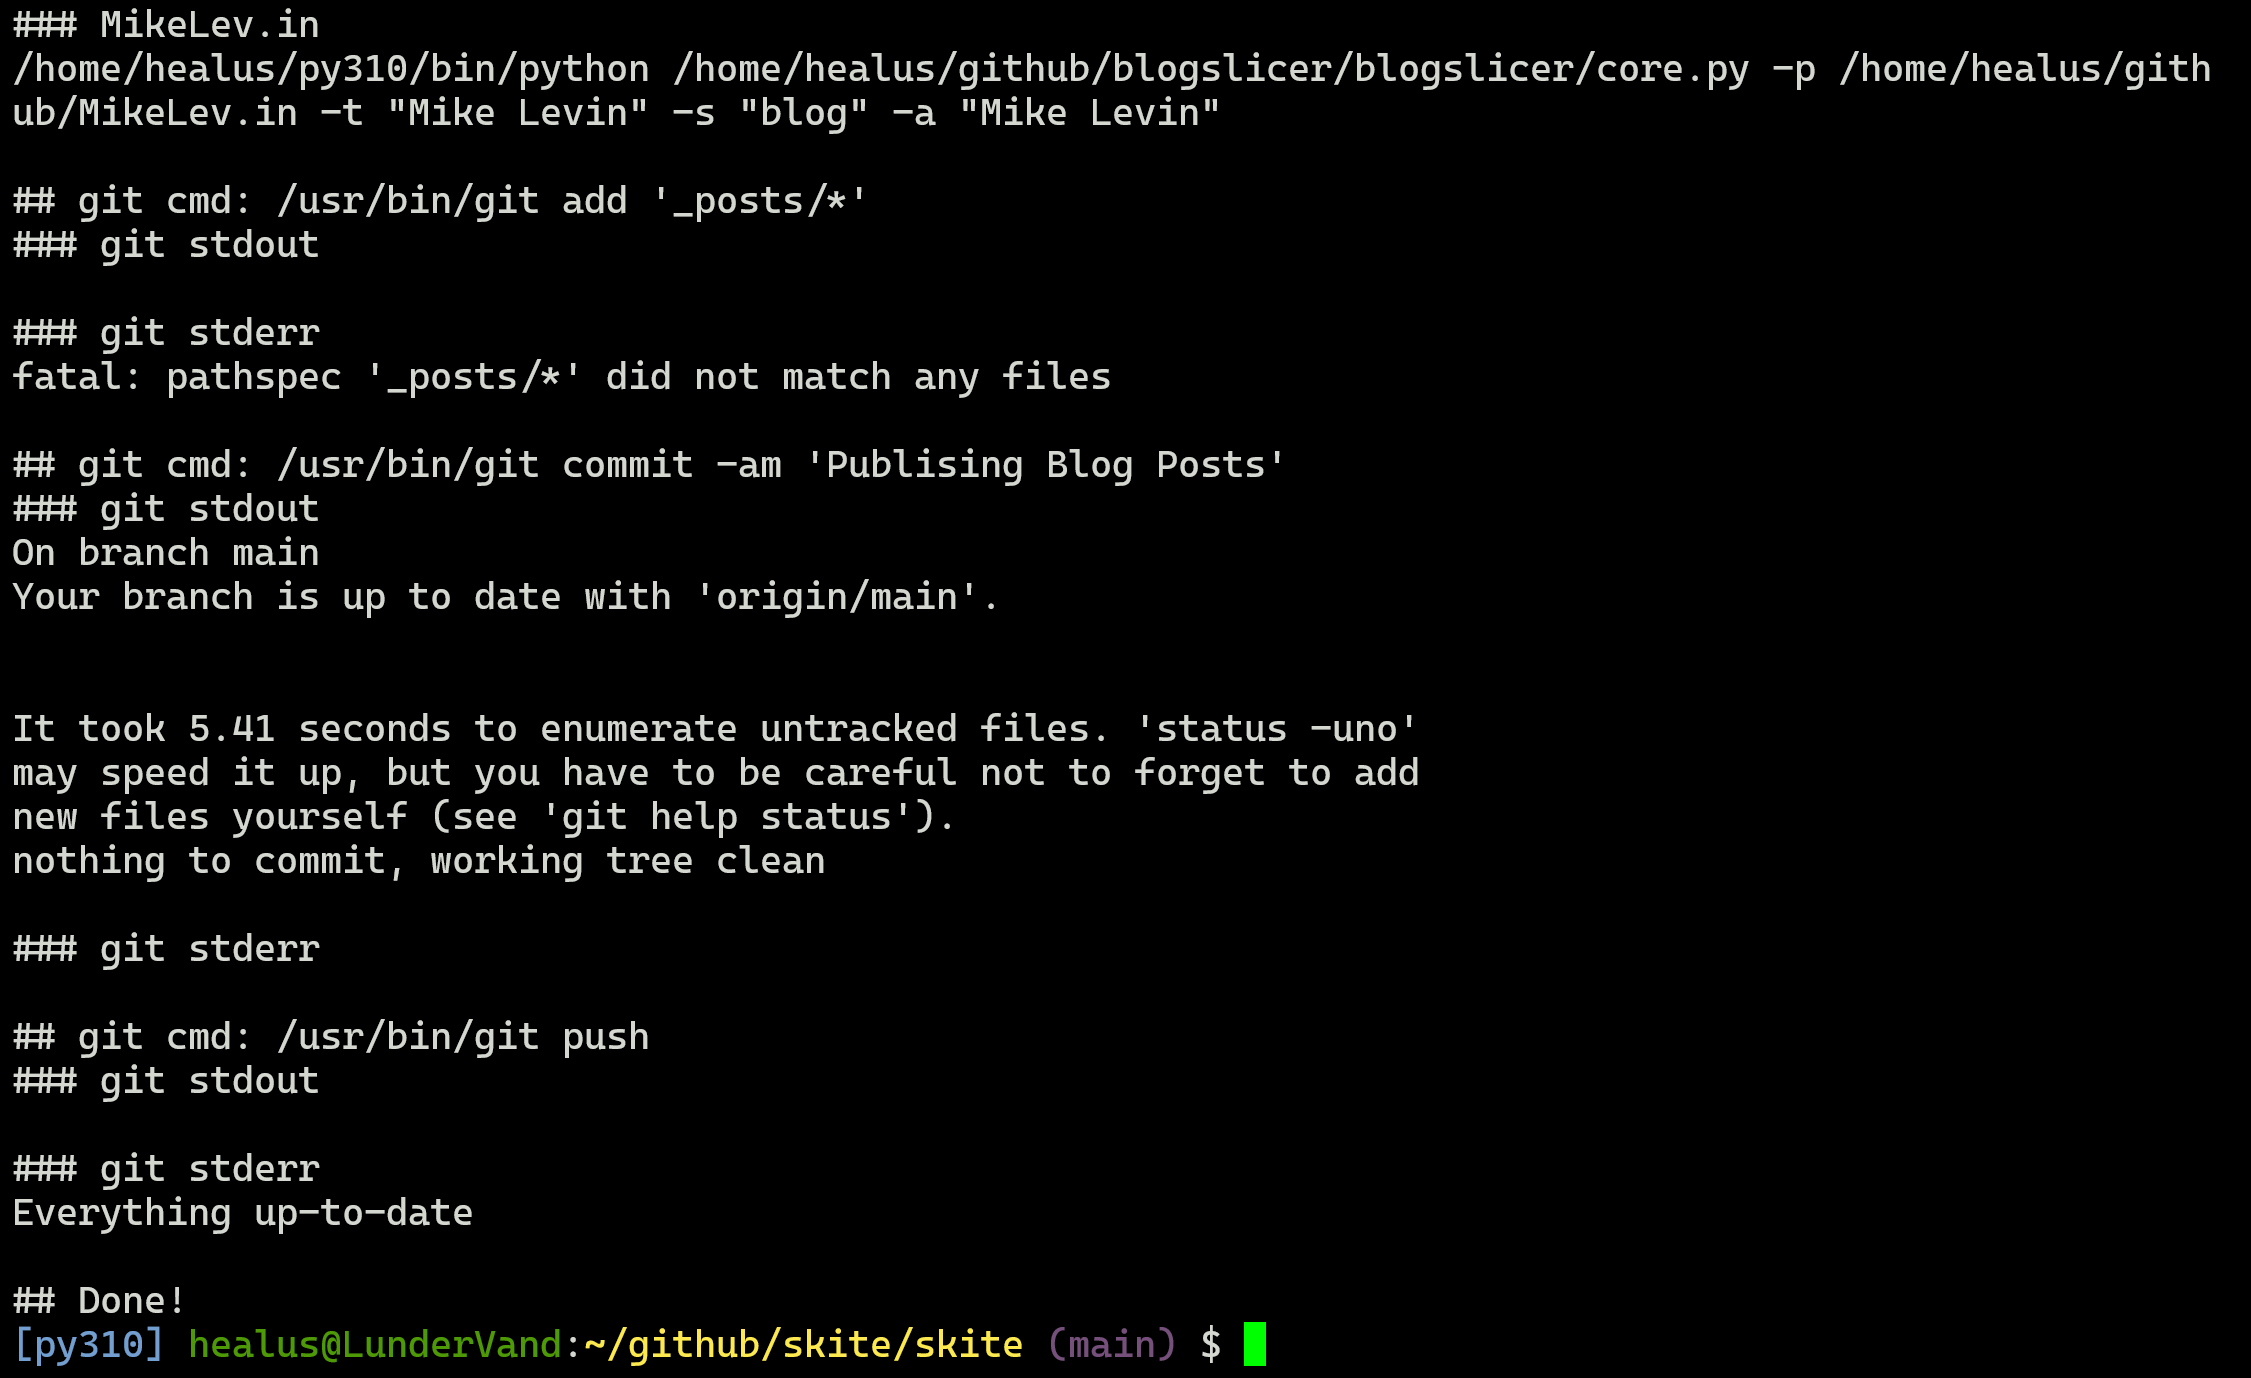 ### MikeLev.in
/home/healus/py310/bin/python /home/healus/github/blogslicer/blogslicer/core.py -p /home/healus/gith
ub/MikeLev.in -t "Mike Levin" -s "blog" -a "Mike Levin"
## git cmd: /usr/bin/git add '_posts/*'
### git stdout
### git stderr
fatal: pathspec '_posts/*' did not match any files
## git cmd: /usr/bin/git commit -am 'Publising Blog Posts'
### git stdout
On branch main
Your branch is up to date with 'origin/main'.
It took 5.41 seconds to enumerate untracked files. 'status -uno'
may speed it up, but you have to be careful not to forget to add
new files yourself (see 'git help status').
nothing to commit, working tree clean
### git stderr
## git cmd: /usr/bin/git push
### git stdout
### git stderr
Everything up-to-date
## Done!
[py310] healus@LunderVand:~/github/skite/skite (main) $